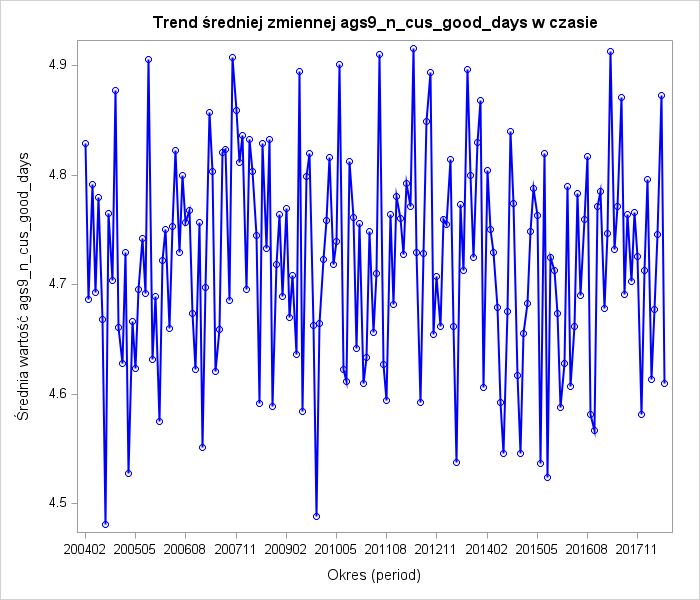 Trend średniej zmiennej ags9_n_cus_good_days w czasie
Średnia wartość ags9_n_cus_good_days
4.9
4.8
4.7
4.6
4.5
200402 200505 200608 200711 200902 201005 201108 201211 201402 201505 201608 201711
Okres (period)